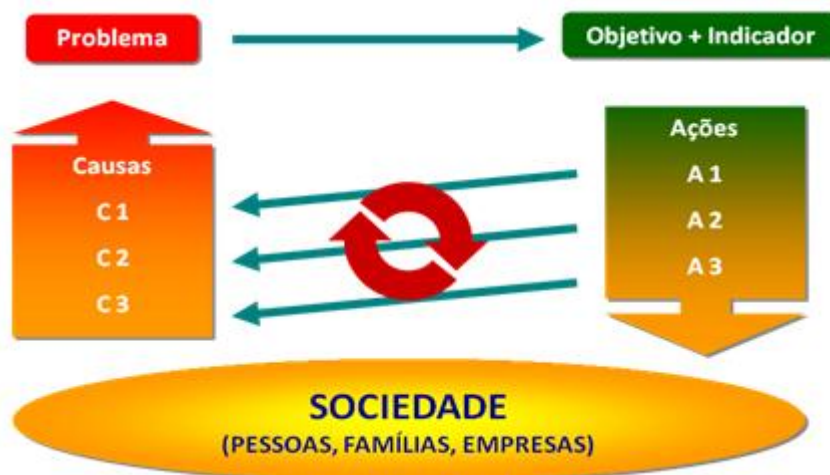 Problema
Objetivo + Indicador
Causas
C 1
C 2
C 3
Ações
A 1
A 2
A 3
SOCIEDADE
(PESSOAS, FAMÍLIAS, EMPRESAS)